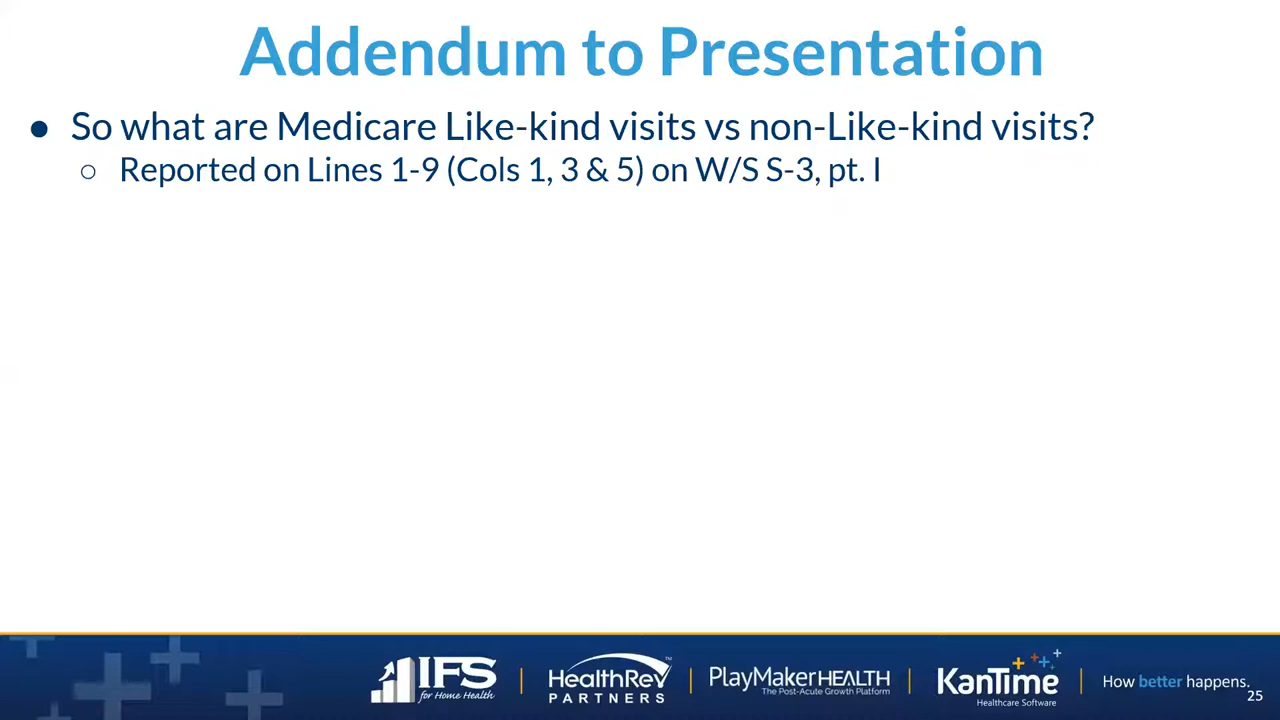 Addendum to Presentation
● So what are Medicare Like-kind visits vs non-Like-kind visits?
○ Reported on Lines 1-9 (Cols 1, 3 & 5) on W/S S-3, pt. I
IFS
for Home Health
HealthRev™
PARTNERS
PlayMakerHEALTH
The Post-Acute Growth Platform
KanTime
Healthcare Software
How better happens.
25